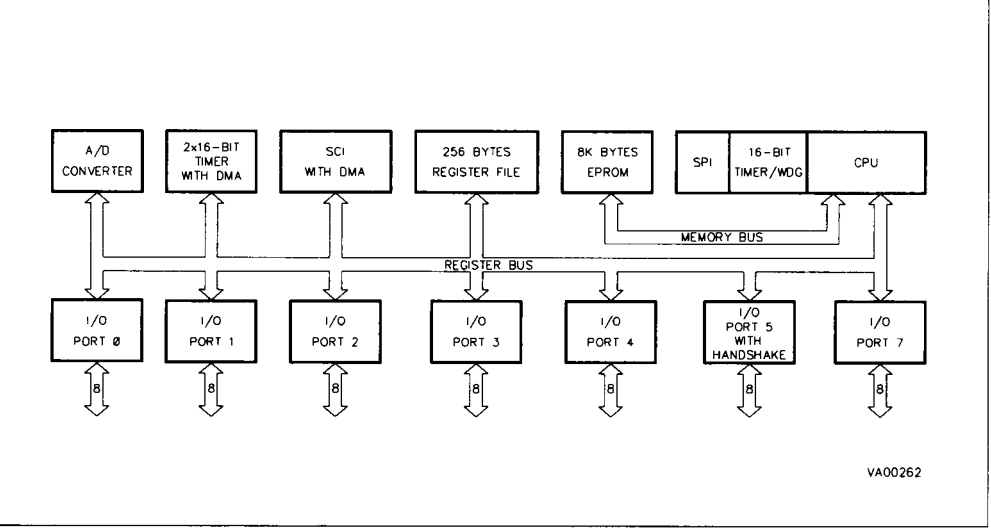 A/D
CONVERTER
2x16-BIT
TIMER
WITH DMA
SCI
WITH DMA
256 BYTES
REGISTER FILE
8K BYTES
EPROM
SPI
16-BIT
TIMER/WDG
CPU
MEMORY BUS
REGISTER BUS
I/O
PORT 0
I/O
PORT 1
I/O
PORT 2
I/O
PORT 3
I/O
PORT 4
I/O
PORT 5
WITH
HANDSHAKE
I/O
PORT 7
8
8
8
8
8
8
8
VA00262